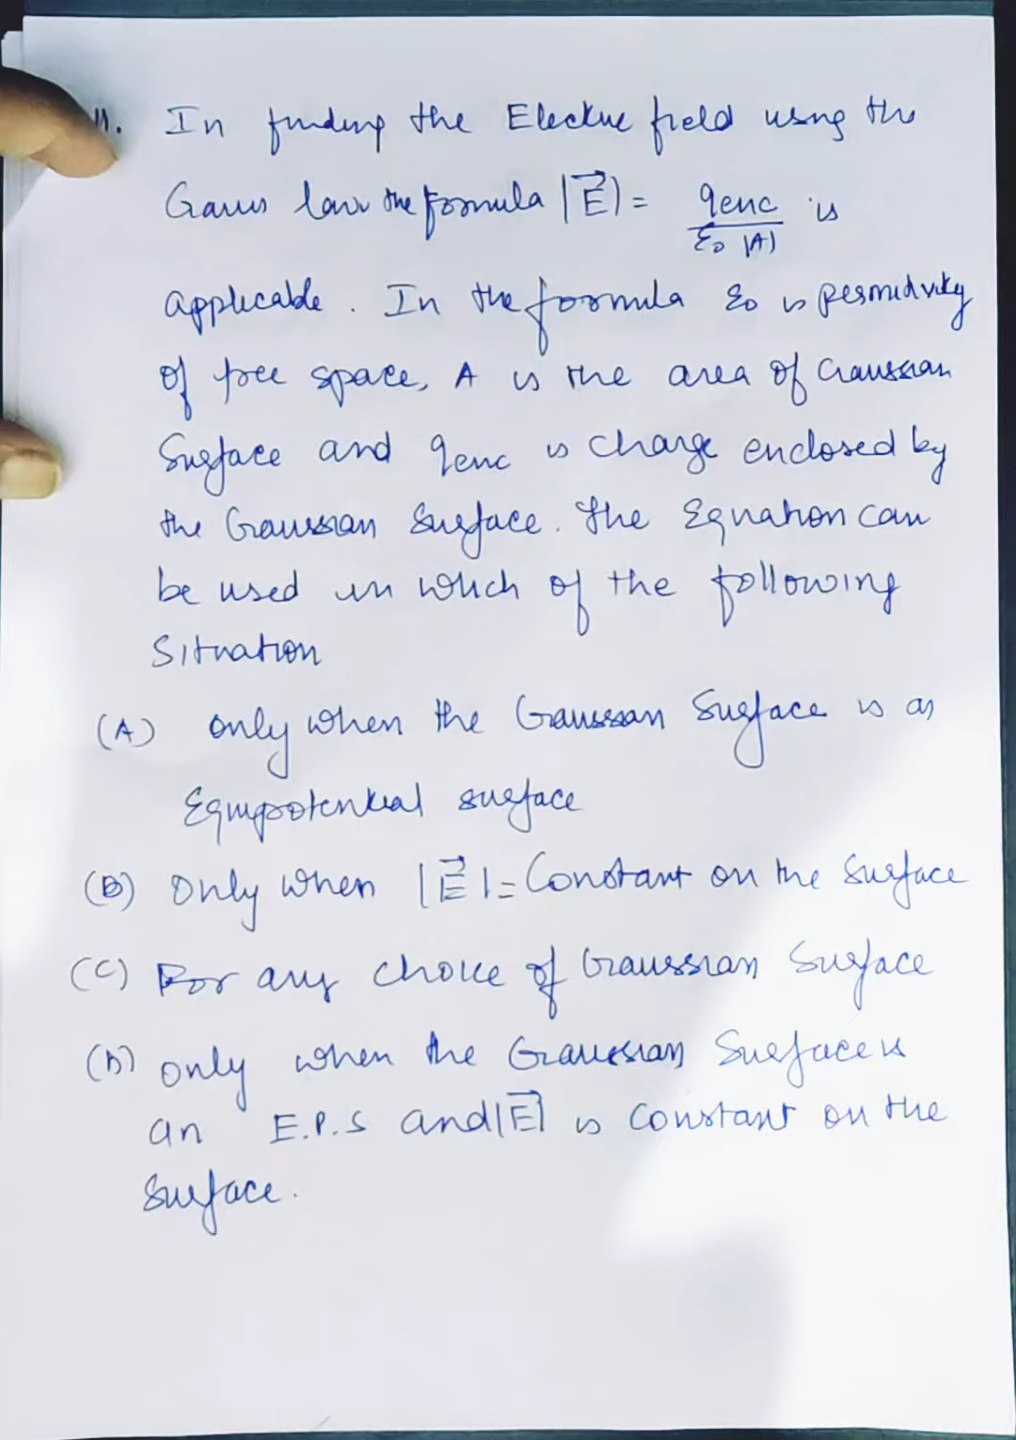 11. In finding the Electric field using the
Gauss law the formula |E⃗| = qenc / ε0 |A| is
applicable. In the formula ε0 is permittivity
of free space, A is the area of Gaussian
Surface and qenc is charge enclosed by
the Gaussian Surface. The Equation can
be used in which of the following
Situation
(A) only when the Gaussian Surface is an
Equipotential surface
(B) Only when |E⃗| = Constant on the Surface
(C) For any choice of Gaussian Surface
(D) only when the Gaussian Surface is
an E.P.S and |E⃗| is constant on the
Surface.